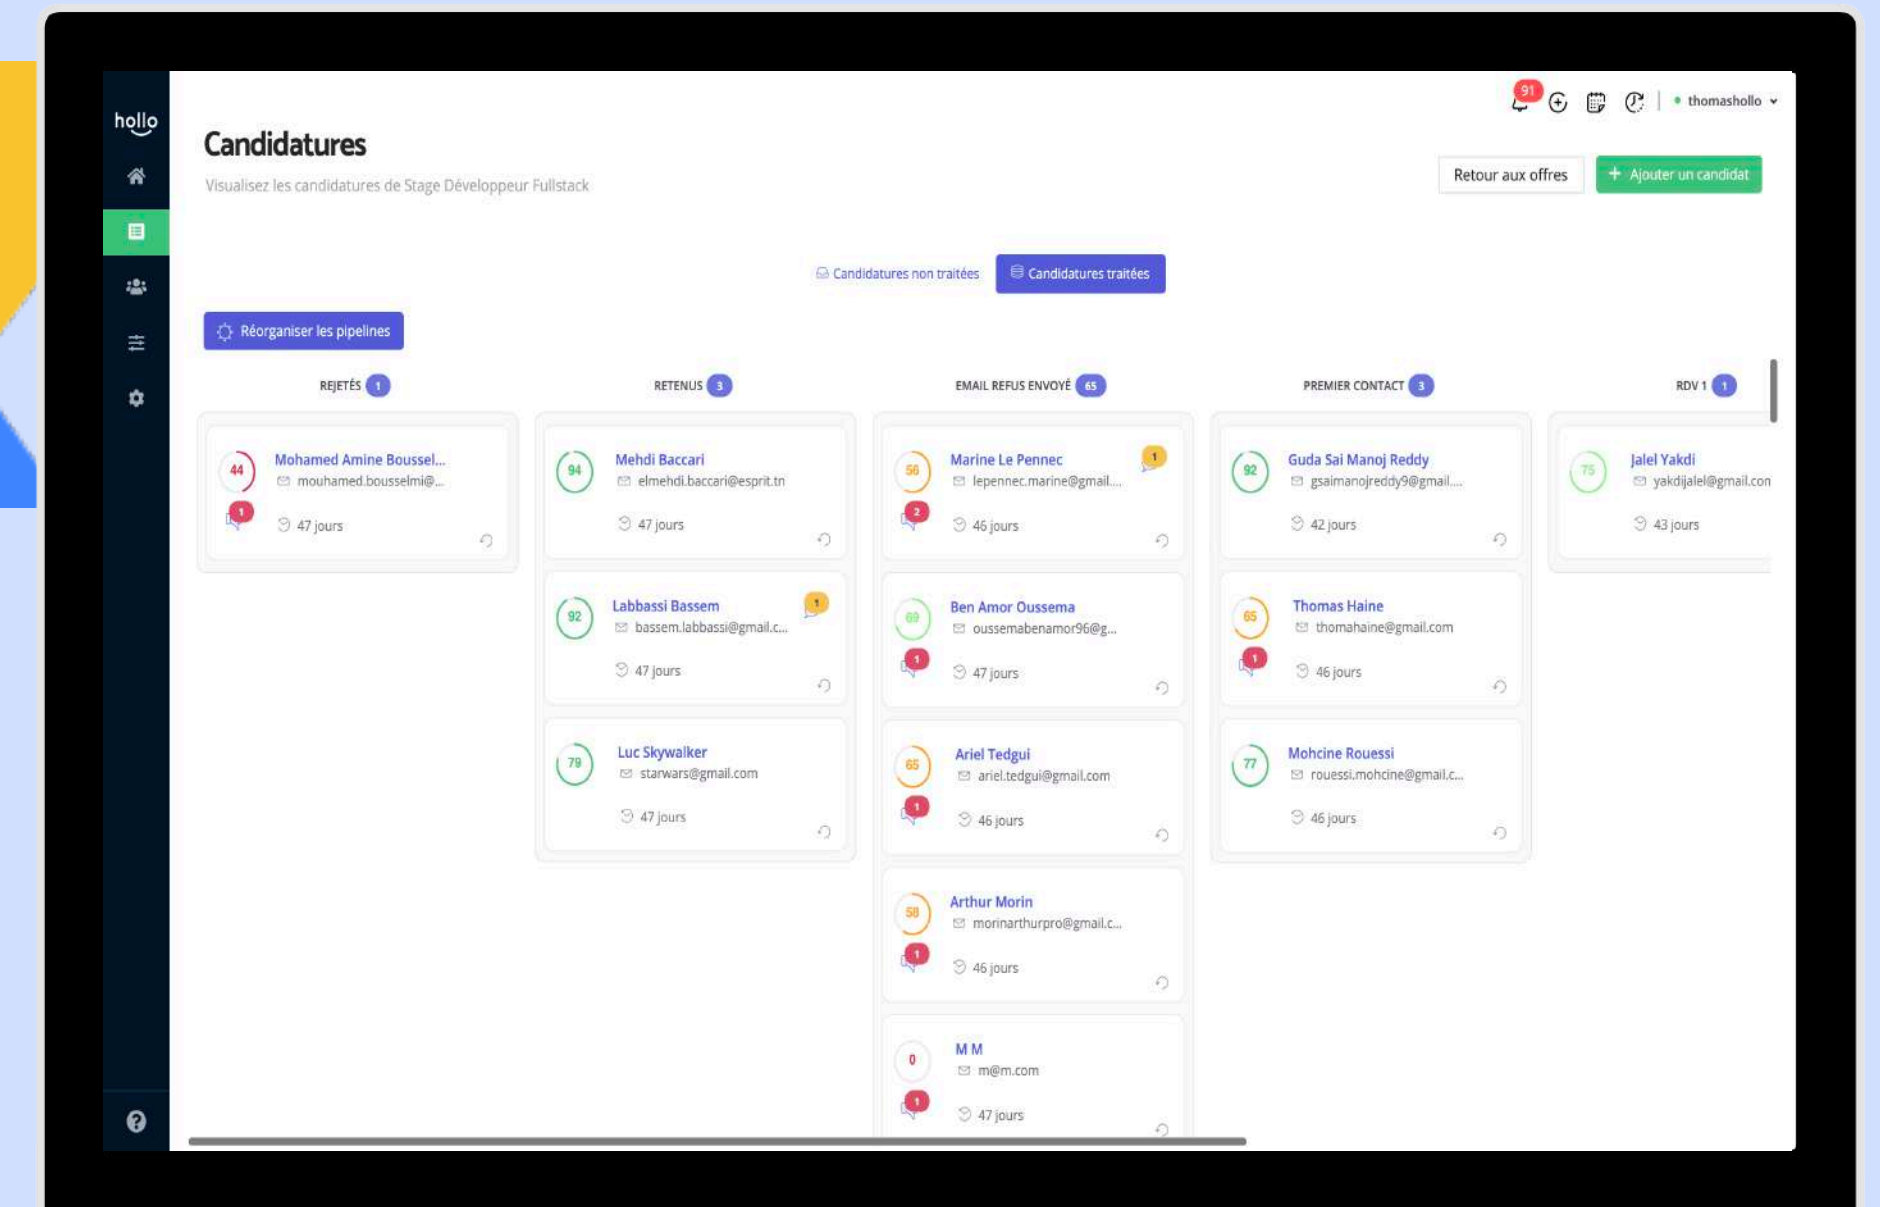 hollo
91
thomashollo
Candidatures
Visualisez les candidatures de Stage Développeur Fullstack
Retour aux offres
+ Ajouter un candidat
Candidatures non traitées
Candidatures traitées
Réorganiser les pipelines
REJETÉS 1
44
Mohamed Amine Boussel...
mouhamed.bousselmi@...
1
47 jours
RETENUS 3
94
Mehdi Baccari
elmehdi.baccari@esprit.tn
47 jours
92
Labbassi Bassem
1
bassem.labbassi@gmail.c...
47 jours
79
Luc Skywalker
starwars@gmail.com
47 jours
EMAIL REFUS ENVOYÉ 65
56
Marine Le Pennec
1
lepennec.marine@gmail....
2
46 jours
69
Ben Amor Oussema
oussemabenamor96@g...
1
47 jours
65
Ariel Tedgui
ariel.tedgui@gmail.com
1
46 jours
58
Arthur Morin
morinarthurpro@gmail.c...
1
46 jours
0
M M
m@m.com
1
47 jours
PREMIER CONTACT 3
92
Guda Sai Manoj Reddy
gsaimanojreddy9@gmail....
42 jours
65
Thomas Haine
thomahaine@gmail.com
1
46 jours
77
Mohcine Rouessi
rouessi.mohcine@gmail.c...
46 jours
RDV 1 1
75
Jalel Yakdi
yakdijalel@gmail.con
43 jours